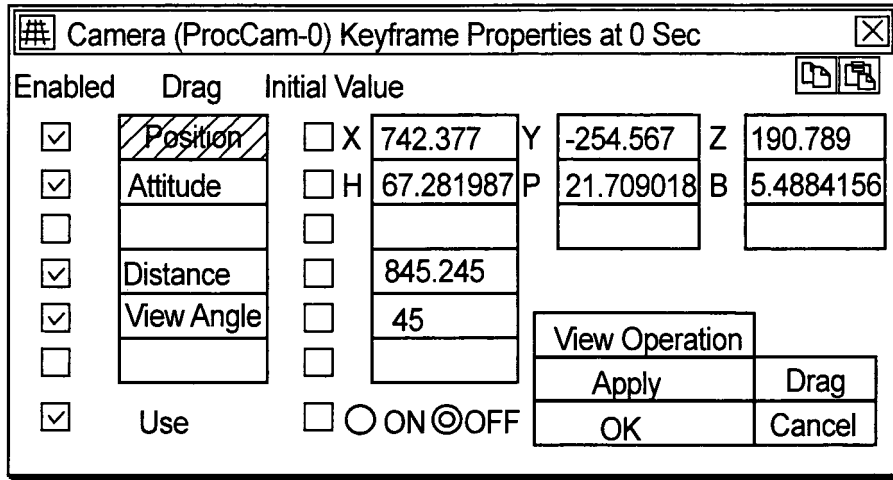 Camera (ProcCam-0) Keyframe Properties at 0 Sec
Enabled Drag Initial Value
Position X 742.377 Y -254.567 Z 190.789
Attitude H 67.281987 P 21.709018 B 5.4884156
Distance 845.245
View Angle 45
View Operation
Apply Drag
Use ON OFF OK Cancel